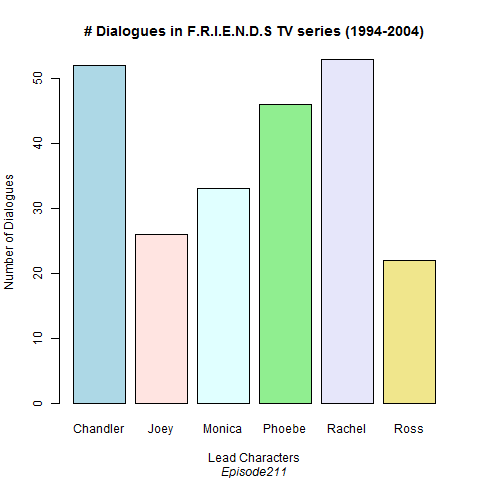 # Dialogues in F.R.I.E.N.D.S TV series (1994-2004)
Number of Dialogues
50
40
30
20
10
0
Chandler Joey Monica Phoebe Rachel Ross
Lead Characters
Episode211